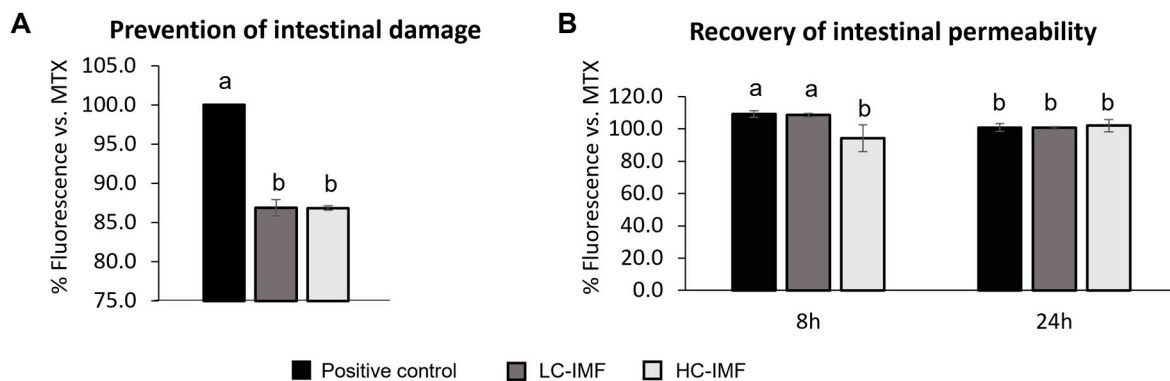 A
Prevention of intestinal damage
% Fluorescence vs. MTX
105.0
100.0
95.0
90.0
85.0
80.0
75.0
a
b
b
B
Recovery of intestinal permeability
% Fluorescence vs. MTX
120.0
100.0
80.0
60.0
40.0
20.0
0.0
a
a
b
b
b
b
8h
24h
Positive control
LC-IMF
HC-IMF